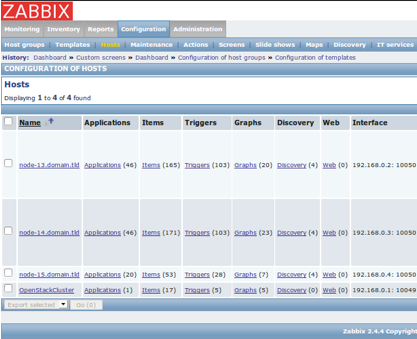 ZABBIX
Monitoring Inventory Reports Configuration Administration
Host groups | Templates | Hosts | Maintenance | Actions | Screens | Slide shows | Maps | Discovery | IT services
History: Dashboard » Custom screens » Dashboard » Configuration of host groups » Configuration of templates
CONFIGURATION OF HOSTS
Hosts
Displaying 1 to 4 of 4 found
Name Applications Items Triggers Graphs Discovery Web Interface
node-13.domain.tld Applications (46) Items (165) Triggers (103) Graphs (20) Discovery (4) Web (0) 192.168.0.2: 10050
node-14.domain.tld Applications (46) Items (171) Triggers (103) Graphs (23) Discovery (4) Web (0) 192.168.0.3: 10050
node-15.domain.tld Applications (20) Items (53) Triggers (28) Graphs (7) Discovery (4) Web (0) 192.168.0.4: 10050
OpenStackCluster Applications (1) Items (17) Triggers (5) Graphs (5) Discovery (0) Web (0) 192.168.0.1: 10049
Export selected Go (0)
Zabbix 2.4.4 Copyright